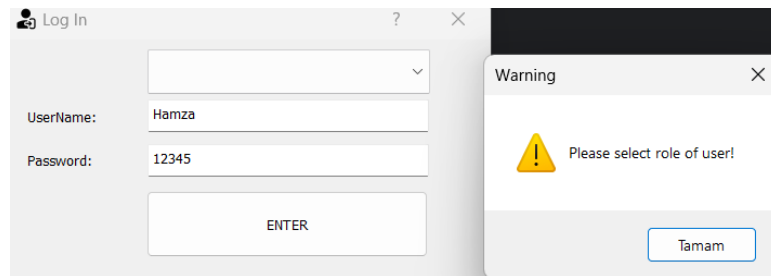 Log In
?
UserName:
Hamza
Password:
12345
ENTER
Warning
Please select role of user!
Tamam